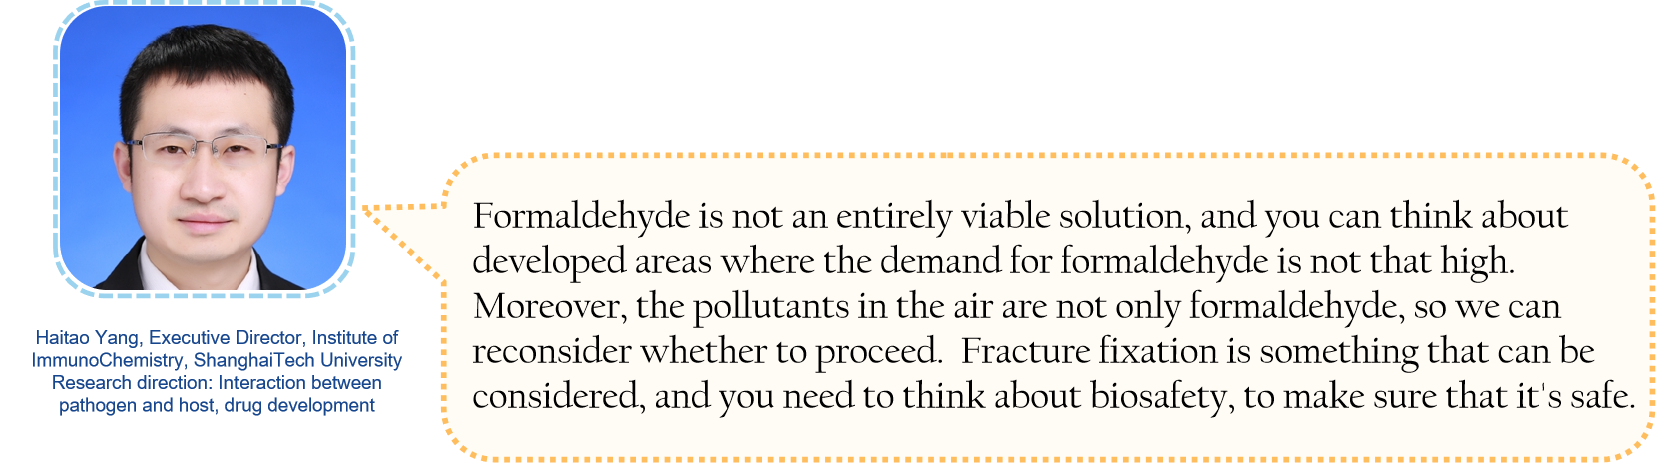 Formaldehyde is not an entirely viable solution, and you can think about
developed areas where the demand for formaldehyde is not that high.
Moreover, the pollutants in the air are not only formaldehyde, so we can
reconsider whether to proceed.  Fracture fixation is something that can be
considered, and you need to think about biosafety, to make sure that it's safe.
Haitao Yang, Executive Director, Institute of
ImmunoChemistry, ShanghaiTech University
Research direction: Interaction between
pathogen and host, drug development